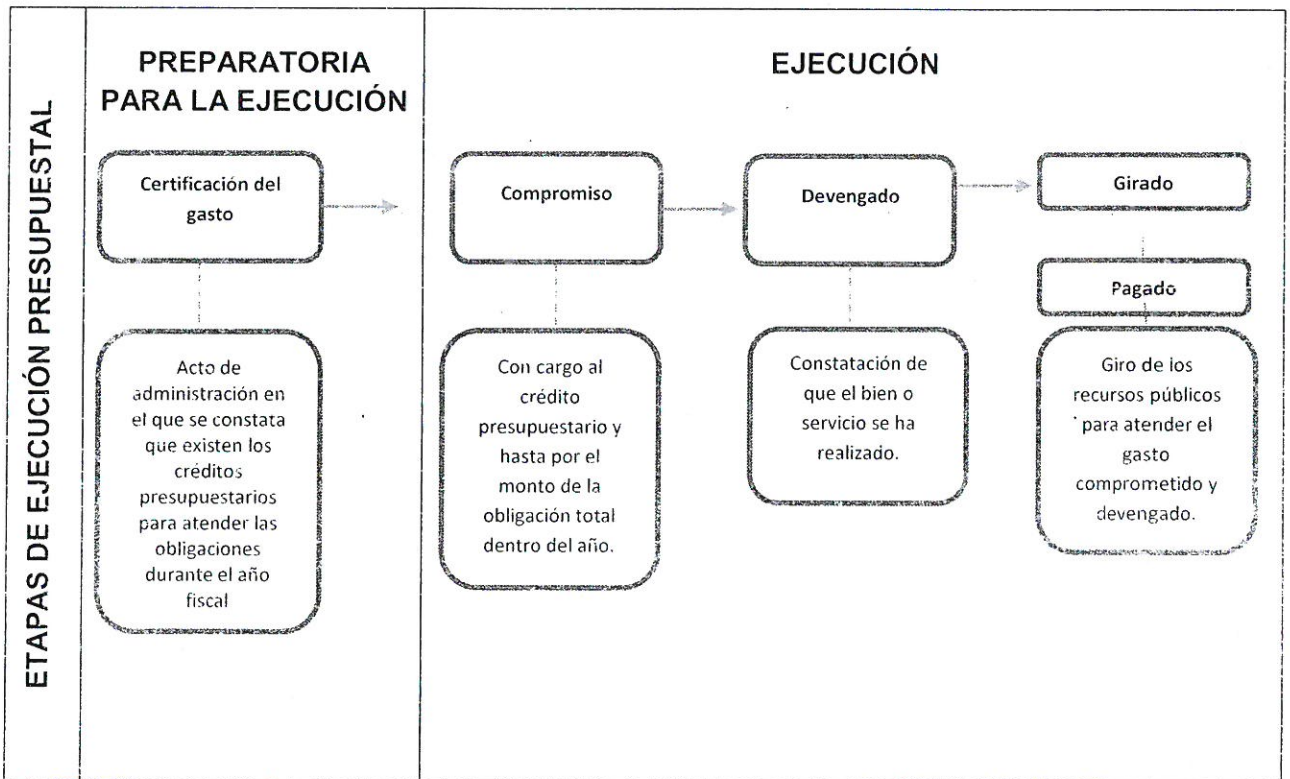 ETAPAS DE EJECUCIÓN PRESUPUESTAL
PREPARATORIA
PARA LA EJECUCIÓN
Certificación del
gasto
Acto de
administración en
el que se constata
que existen los
créditos
presupuestarios
para atender las
obligaciones
durante el año
fiscal
EJECUCIÓN
Compromiso
Con cargo al
crédito
presupuestario y
hasta por el
monto de la
obligación total
dentro del año.
Devengado
Constatación de
que el bien o
servicio se ha
realizado.
Girado
Pagado
Giro de los
recursos públicos
para atender el
gasto
comprometido y
devengado.